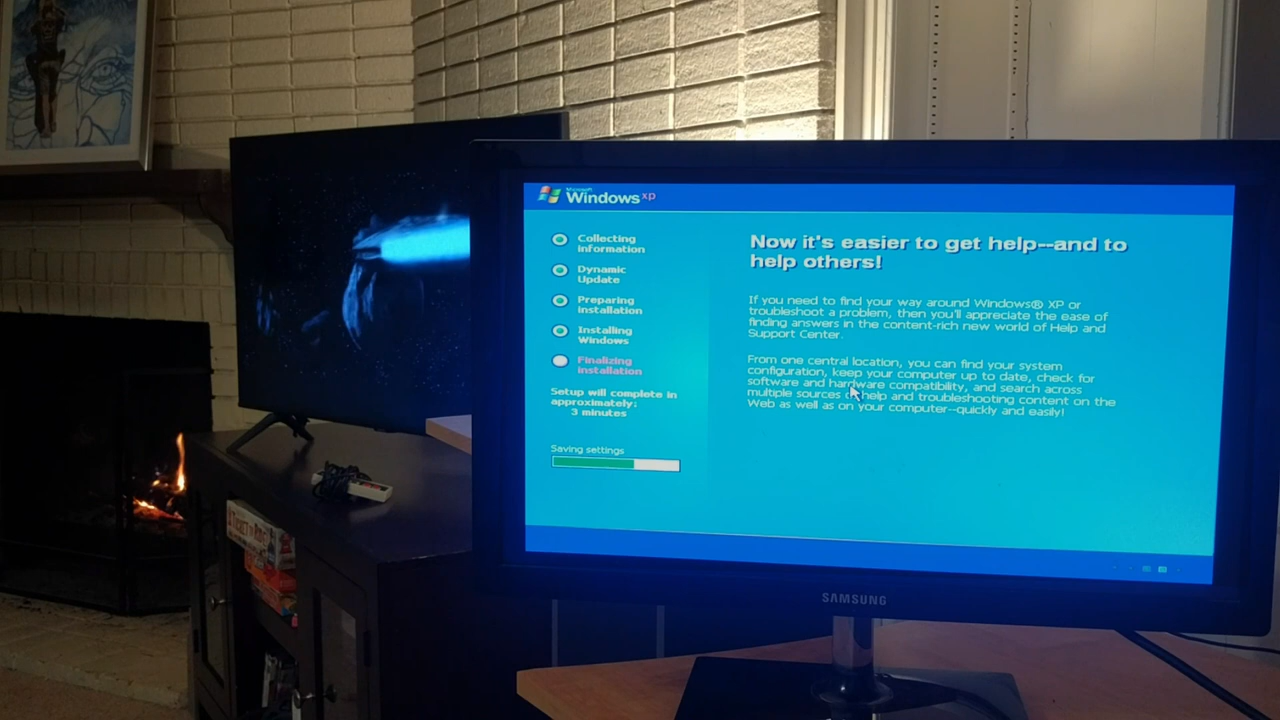 Microsoft
Windows xp
Collecting
information
Dynamic
Update
Preparing
installation
Installing
Windows
Finalizing
installation
Setup will complete in
approximately:
3 minutes
Saving settings
Now it's easier to get help--and to
help others!
If you need to find your way around Windows® XP or
troubleshoot a problem, then you'll appreciate the ease of
finding answers in the content-rich new world of Help and
Support Center.
From one central location, you can find your system
configuration, keep your computer up to date, check for
software and hardware compatibility, and search across
multiple sources of help and troubleshooting content on the
Web as well as on your computer--quickly and easily!
SAMSUNG
TICKET TO RIDE